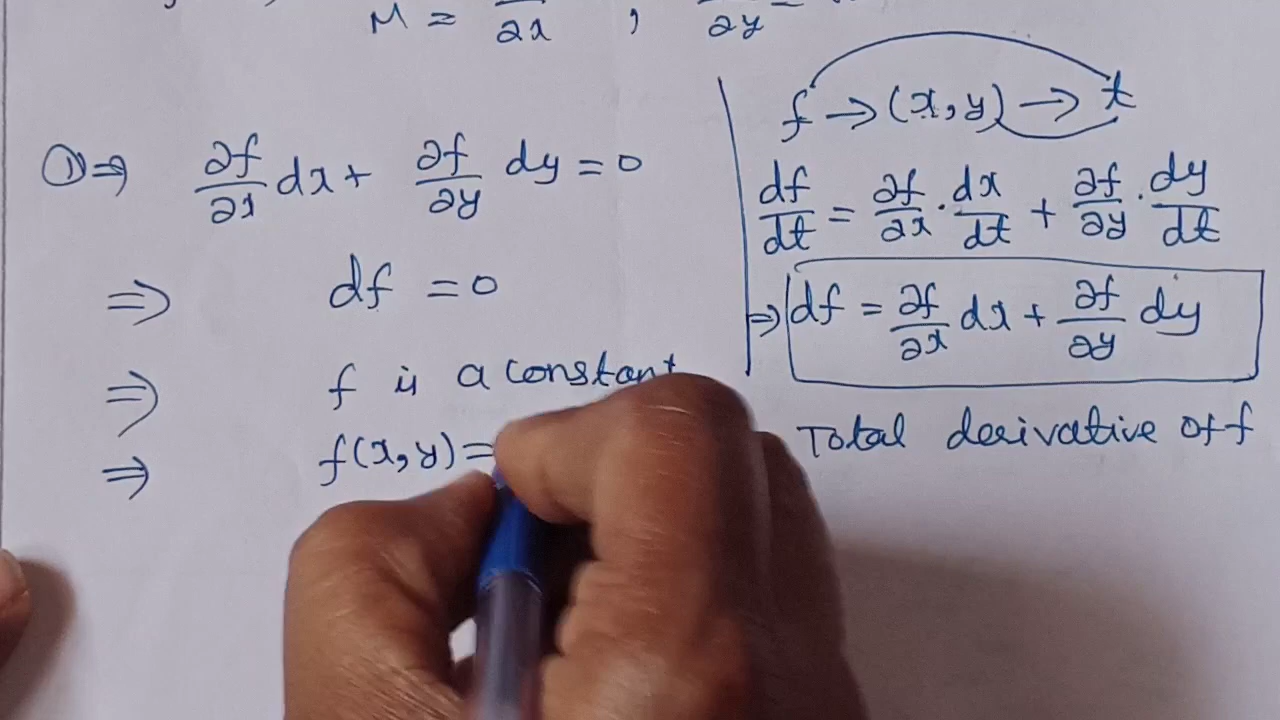 M = ∂x , ∂y
①⇒ ∂f/∂x dx + ∂f/∂y dy = 0
⇒ df = 0
⇒ f is a constant
⇒ f(x,y)=
f → (x,y) → t
df/dt = ∂f/∂x . dx/dt + ∂f/∂y . dy/dt
⇒ df = ∂f/∂x dx + ∂f/∂y dy
Total derivative of f